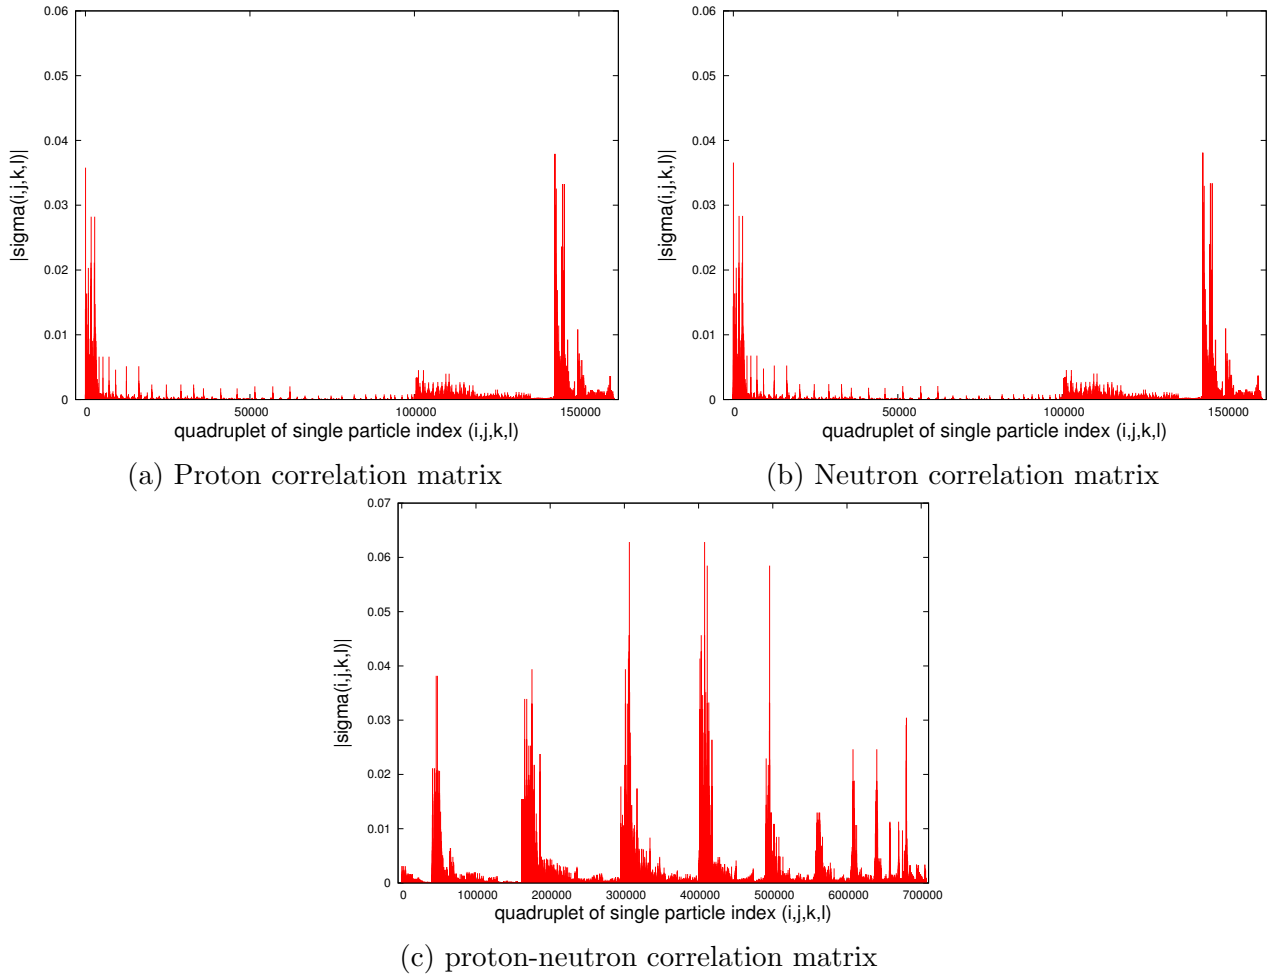 0.06 0.06
0.05 0.05
0.04 0.04
0.03 0.03
0.02 0.02
0.01 0.01
0 0
|sigma(i,j,k,l)| |sigma(i,j,k,l)|
0 50000 100000 150000 0 50000 100000 150000
quadruplet of single particle index (i,j,k,l) quadruplet of single particle index (i,j,k,l)
(a) Proton correlation matrix (b) Neutron correlation matrix
0.07
0.06
0.05
0.04
0.03
0.02
0.01
0
|sigma(i,j,k,l)|
0 100000 200000 300000 400000 500000 600000 700000
quadruplet of single particle index (i,j,k,l)
(c) proton-neutron correlation matrix